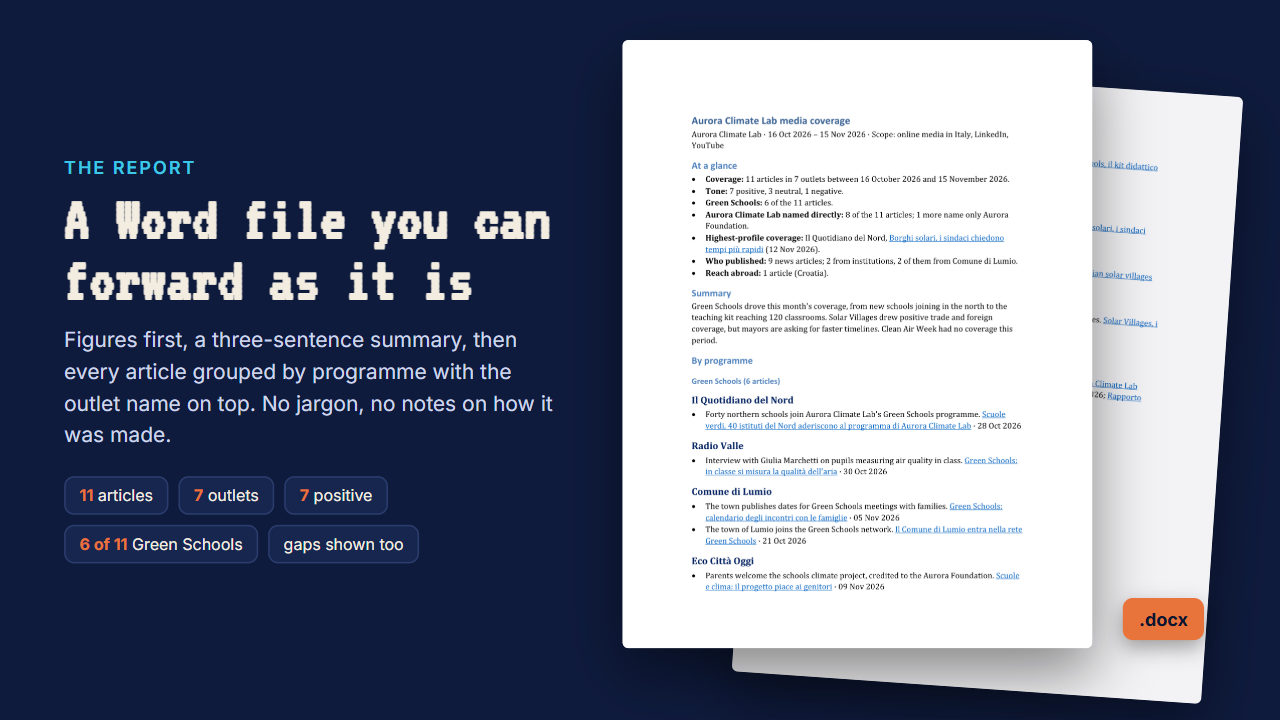 THE REPORT
A Word file you can
forward as it is
Figures first, a three-sentence summary, then
every article grouped by programme with the
outlet name on top. No jargon, no notes on how it
was made.
11 articles
7 outlets
7 positive
6 of 11 Green Schools
gaps shown too
Aurora Climate Lab media coverage
Aurora Climate Lab · 16 Oct 2026 – 15 Nov 2026 · Scope: online media in Italy, LinkedIn,
YouTube
At a glance
• Coverage: 11 articles in 7 outlets between 16 October 2026 and 15 November 2026.
• Tone: 7 positive, 3 neutral, 1 negative.
• Green Schools: 6 of the 11 articles.
• Aurora Climate Lab named directly: 8 of the 11 articles; 1 more name only Aurora
Foundation.
• Highest-profile coverage: Il Quotidiano del Nord, Borghi solari, i sindaci chiedono
tempi più rapidi (12 Nov 2026).
• Who published: 9 news articles; 2 from institutions, 2 of them from Comune di Lumio.
• Reach abroad: 1 article (Croatia).
Summary
Green Schools drove this month's coverage, from new schools joining in the north to the
teaching kit reaching 120 classrooms. Solar Villages drew positive trade and foreign
coverage, but mayors are asking for faster timelines. Clean Air Week had no coverage this
period.
By programme
Green Schools (6 articles)
Il Quotidiano del Nord
• Forty northern schools join Aurora Climate Lab's Green Schools programme. Scuole
verdi, 40 istituti del Nord aderiscono al programma di Aurora Climate Lab · 28 Oct 2026
Radio Valle
• Interview with Giulia Marchetti on pupils measuring air quality in class. Green Schools:
in classe si misura la qualità dell'aria · 30 Oct 2026
Comune di Lumio
• The town publishes dates for Green Schools meetings with families. Green Schools:
calendario degli incontri con le famiglie · 05 Nov 2026
• The town of Lumio joins the Green Schools network. Il Comune di Lumio entra nella rete
Green Schools · 21 Oct 2026
Eco Città Oggi
• Parents welcome the schools climate project, credited to the Aurora Foundation. Scuole
e clima: il progetto piace ai genitori · 09 Nov 2026
il kit didattico
solari, i sindaci
solar villages
Solar Villages, i
Climate Lab
Rapporto
.docx